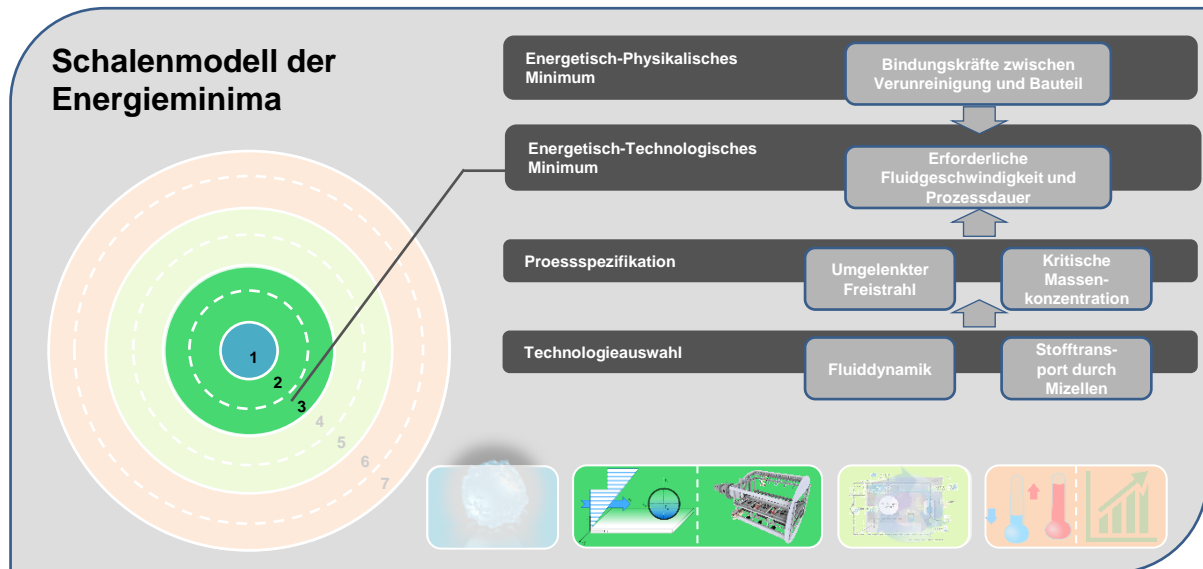 Schalenmodell der
Energieminima
Energetisch-Physikalisches
Minimum
Bindungskräfte zwischen
Verunreinigung und Bauteil
Energetisch-Technologisches
Minimum
Erforderliche
Fluidgeschwindigkeit und
Prozessdauer
Proessspezifikation
Umgelenkter
Freistrahl
Kritische
Massen-
konzentration
Technologieauswahl
Fluiddynamik
Stofftrans-
port durch
Mizellen
1
2
3
4
5
6
7